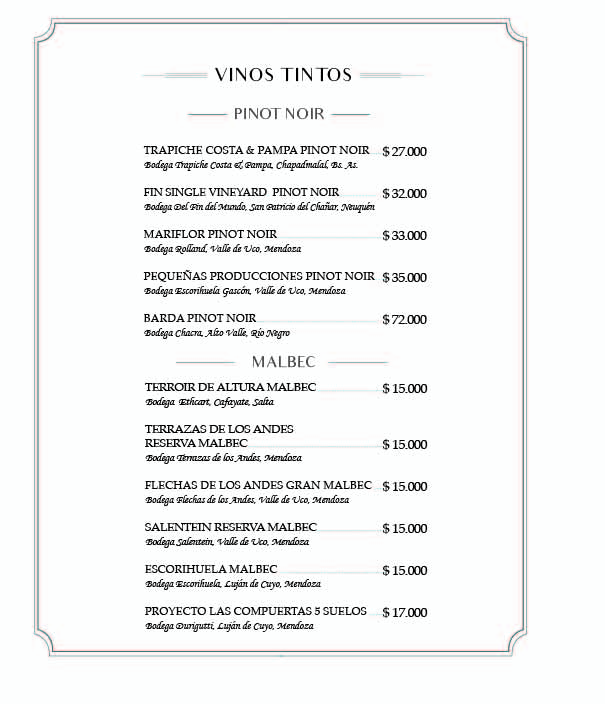 VINOS TINTOS
PINOT NOIR
TRAPICHE COSTA & PAMPA PINOT NOIR $ 27.000
Bodega Trapiche Costa & Pampa, Chapadmalal, Bs. As.
FIN SINGLE VINEYARD PINOT NOIR $ 32.000
Bodega Del Fin del Mundo, San Patricio del Chañar, Neuquén
MARIFLOR PINOT NOIR $ 33.000
Bodega Rolland, Valle de Uco, Mendoza
PEQUEÑAS PRODUCCIONES PINOT NOIR $ 35.000
Bodega Escorihuela Gascón, Valle de Uco, Mendoza
BARDA PINOT NOIR $ 72.000
Bodega Chacra, Alto Valle, Río Negro
MALBEC
TERROIR DE ALTURA MALBEC $ 15.000
Bodega Ethcart, Cafayate, Salta
TERRAZAS DE LOS ANDES
RESERVA MALBEC $ 15.000
Bodega Terrazas de los Andes, Mendoza
FLECHAS DE LOS ANDES GRAN MALBEC $ 15.000
Bodega Flechas de los Andes, Valle de Uco, Mendoza
SALENTEIN RESERVA MALBEC $ 15.000
Bodega Salentein, Valle de Uco, Mendoza
ESCORIHUELA MALBEC $ 15.000
Bodega Escorihuela, Luján de Cuyo, Mendoza
PROYECTO LAS COMPUERTAS 5 SUELOS $ 17.000
Bodega Durigutti, Luján de Cuyo, Mendoza